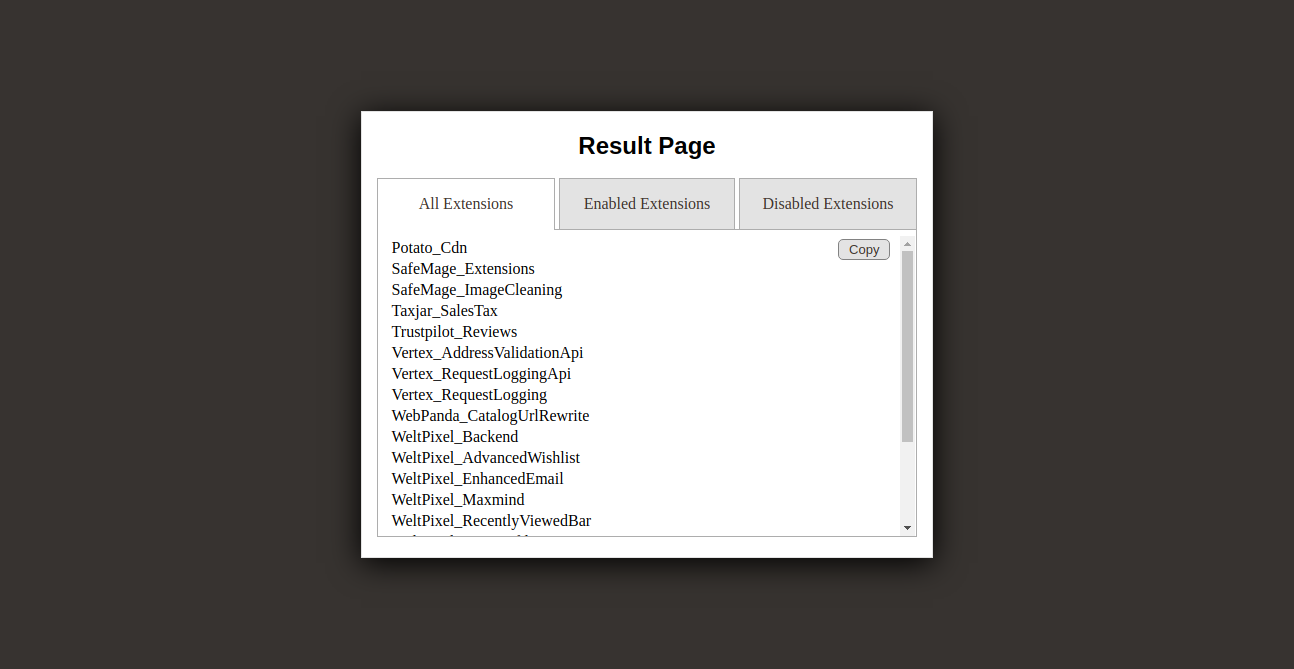 Result Page
All Extensions
Enabled Extensions
Disabled Extensions
Copy
Potato_Cdn
SafeMage_Extensions
SafeMage_ImageCleaning
Taxjar_SalesTax
Trustpilot_Reviews
Vertex_AddressValidationApi
Vertex_RequestLoggingApi
Vertex_RequestLogging
WebPanda_CatalogUrlRewrite
WeltPixel_Backend
WeltPixel_AdvancedWishlist
WeltPixel_EnhancedEmail
WeltPixel_Maxmind
WeltPixel_RecentlyViewedBar